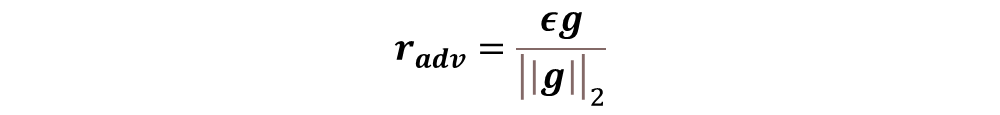 r_adv = ϵg / ||g||_2